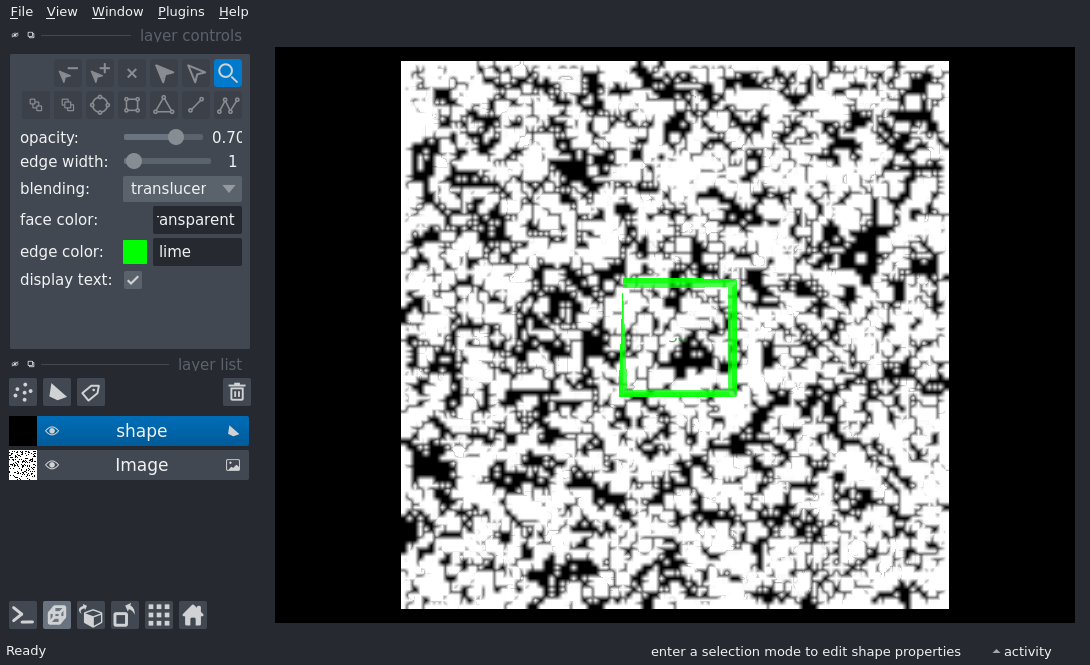 File View Window Plugins Help
layer controls
opacity: 0.70
edge width: 1
blending: translucer
face color: ansparent
edge color: lime
display text:
layer list
shape
Image
Ready enter a selection mode to edit shape properties activity